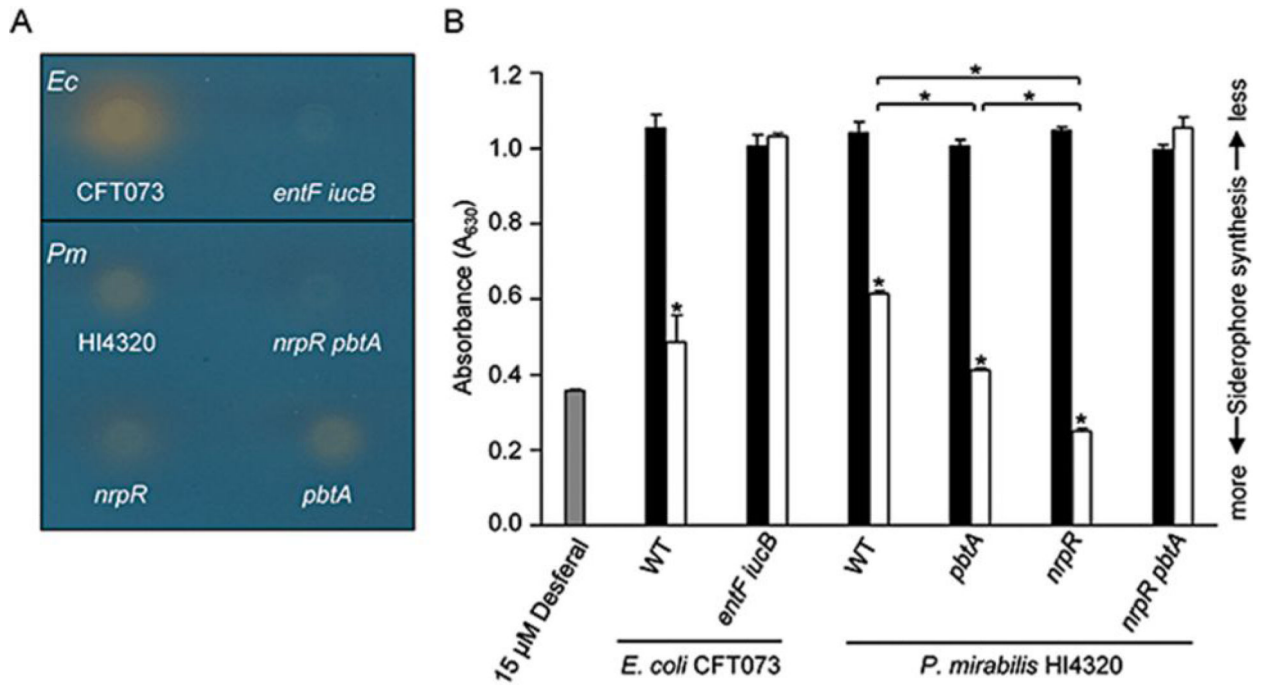 A
Ec
CFT073 entF iucB
Pm
HI4320 nrpR pbtA
nrpR pbtA
B
Absorbance (A630)
1.2
1.0
0.8
0.6
0.4
0.2
0.0
* * *
* * * *
15 µM Desferal
WT
entF iucB
WT
pbtA
nrpR
nrpR pbtA
E. coli CFT073
P. mirabilis HI4320
more ←Siderophore synthesis→ less